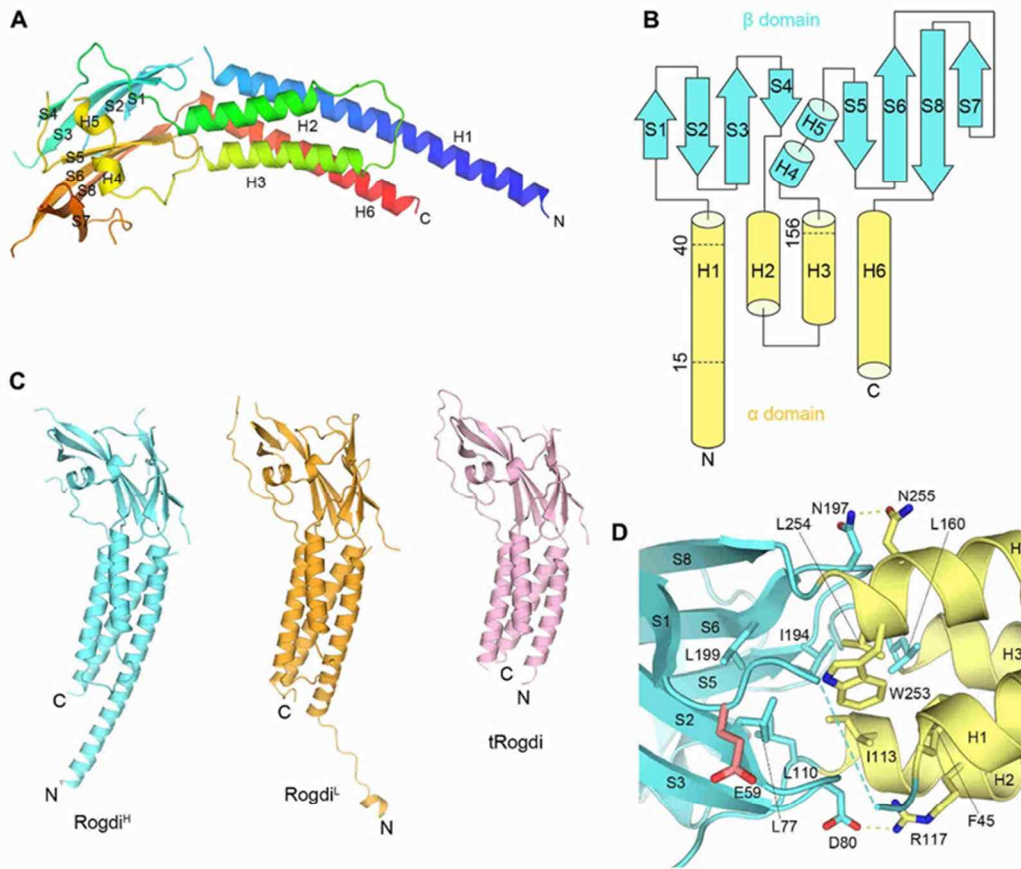 A
S4
S3
H5
S2
S1
S5
S6
S8
H4
S7
H2
H1
H3
H6
C
N
B
β domain
S1
S2
S3
S4
H5
H4
S5
S6
S8
S7
40
15
156
H1
H2
H3
H6
C
N
α domain
C
C
N
Rogdiᴴ
C
N
Rogdiᴸ
C
N
tRogdi
D
N197
N255
L254
L160
S8
H
S1
S6
I194
L199
H3
S5
W253
S2
H1
I113
L110
H2
S3
E59
L77
F45
D80
R117